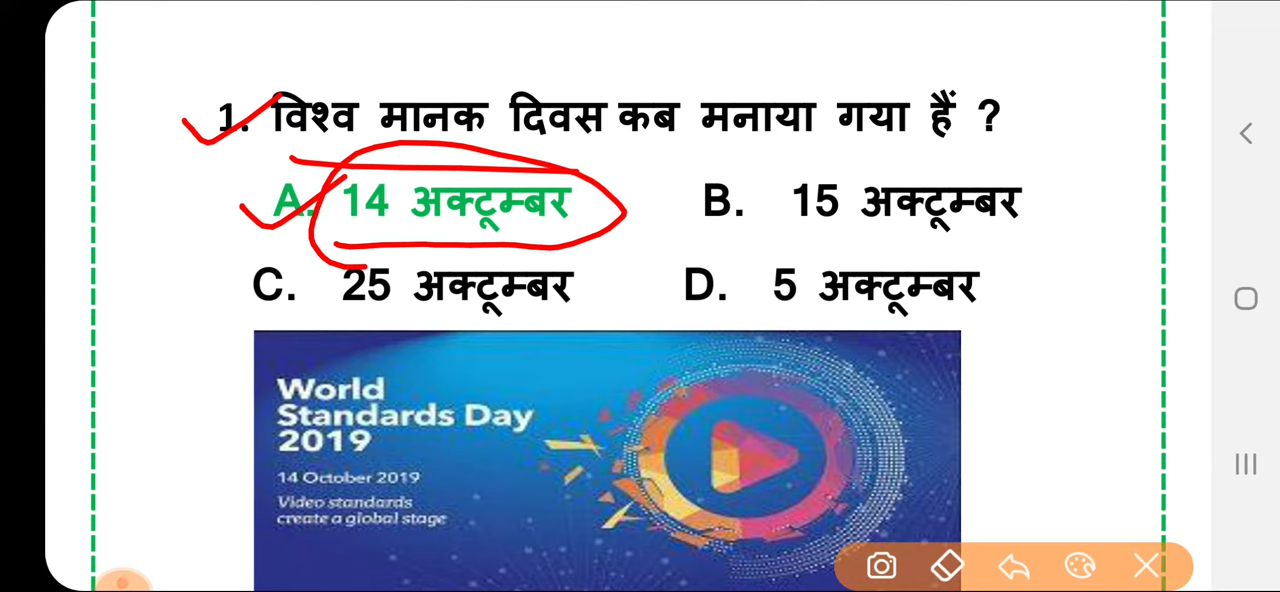 1. विश्व मानक दिवस कब मनाया गया हैं ?
A. 14 अक्टूम्बर B. 15 अक्टूम्बर
C. 25 अक्टूम्बर D. 5 अक्टूम्बर
World
Standards Day
2019
14 October 2019
Video standards
create a global stage